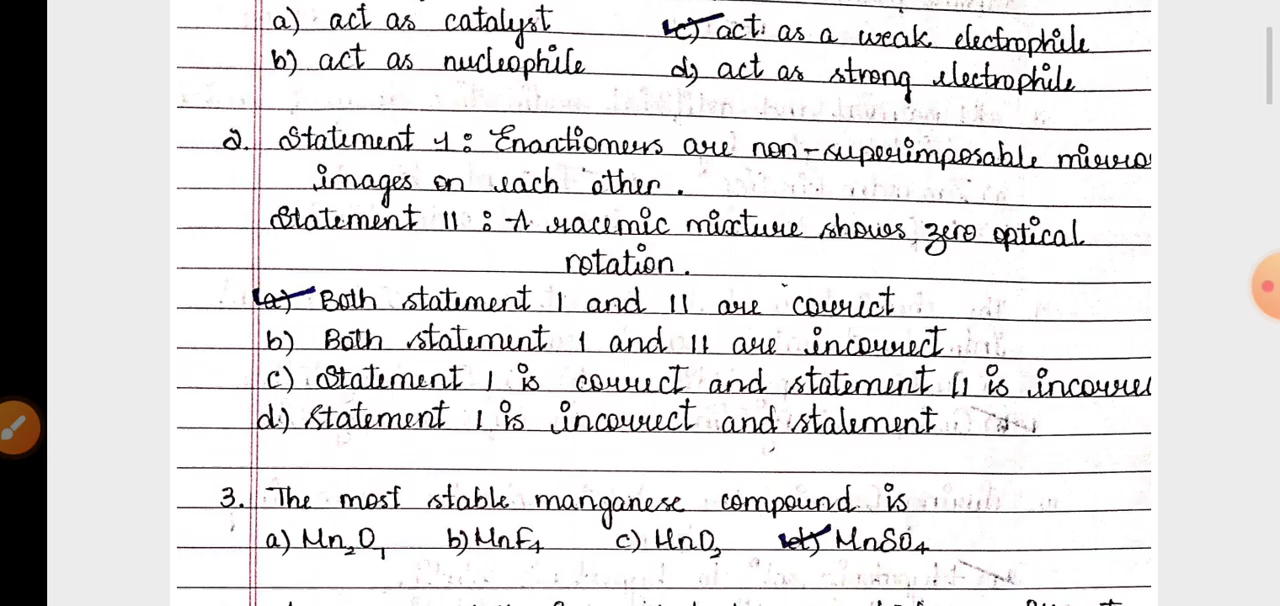 a) act as catalyst c) act as a weak electrophile
b) act as nucleophile d) act as strong electrophile
2. Statement 1 : Enantiomers are non-superimposable mirro
images on each other.
Statement II : A racemic mixture shows zero optical
rotation.
(a) Both statement I and II are correct
b) Both statement I and II are incorrect
c) Statement I is correct and statement II is incorrec
d.) Statement I is incorrect and statement
3. The most stable manganese compound is
a) Mn₂O₇ b) MnF₄ c) MnO₂ d) MnSO₄